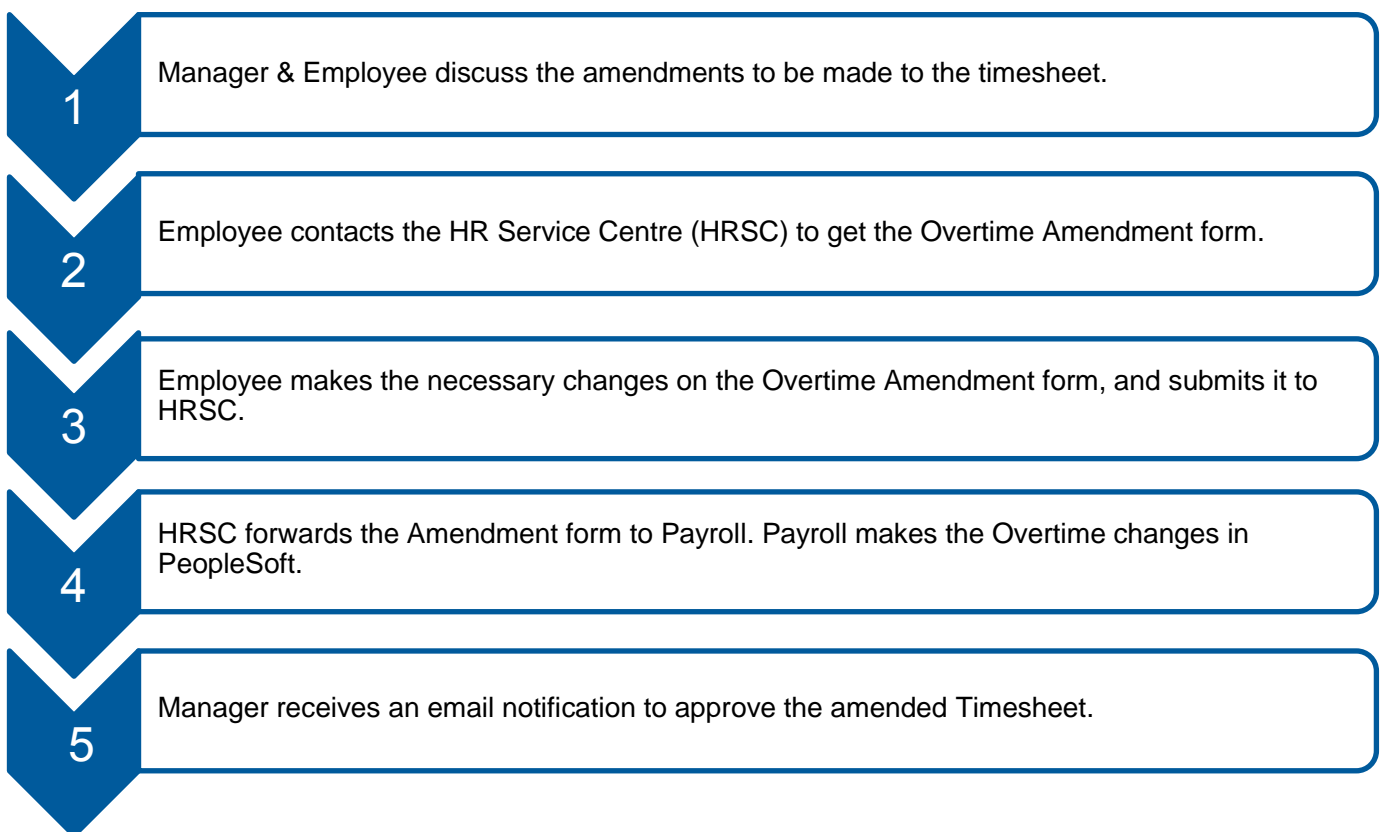 1
Manager & Employee discuss the amendments to be made to the timesheet.
2
Employee contacts the HR Service Centre (HRSC) to get the Overtime Amendment form.
3
Employee makes the necessary changes on the Overtime Amendment form, and submits it to
HRSC.
4
HRSC forwards the Amendment form to Payroll. Payroll makes the Overtime changes in
PeopleSoft.
5
Manager receives an email notification to approve the amended Timesheet.